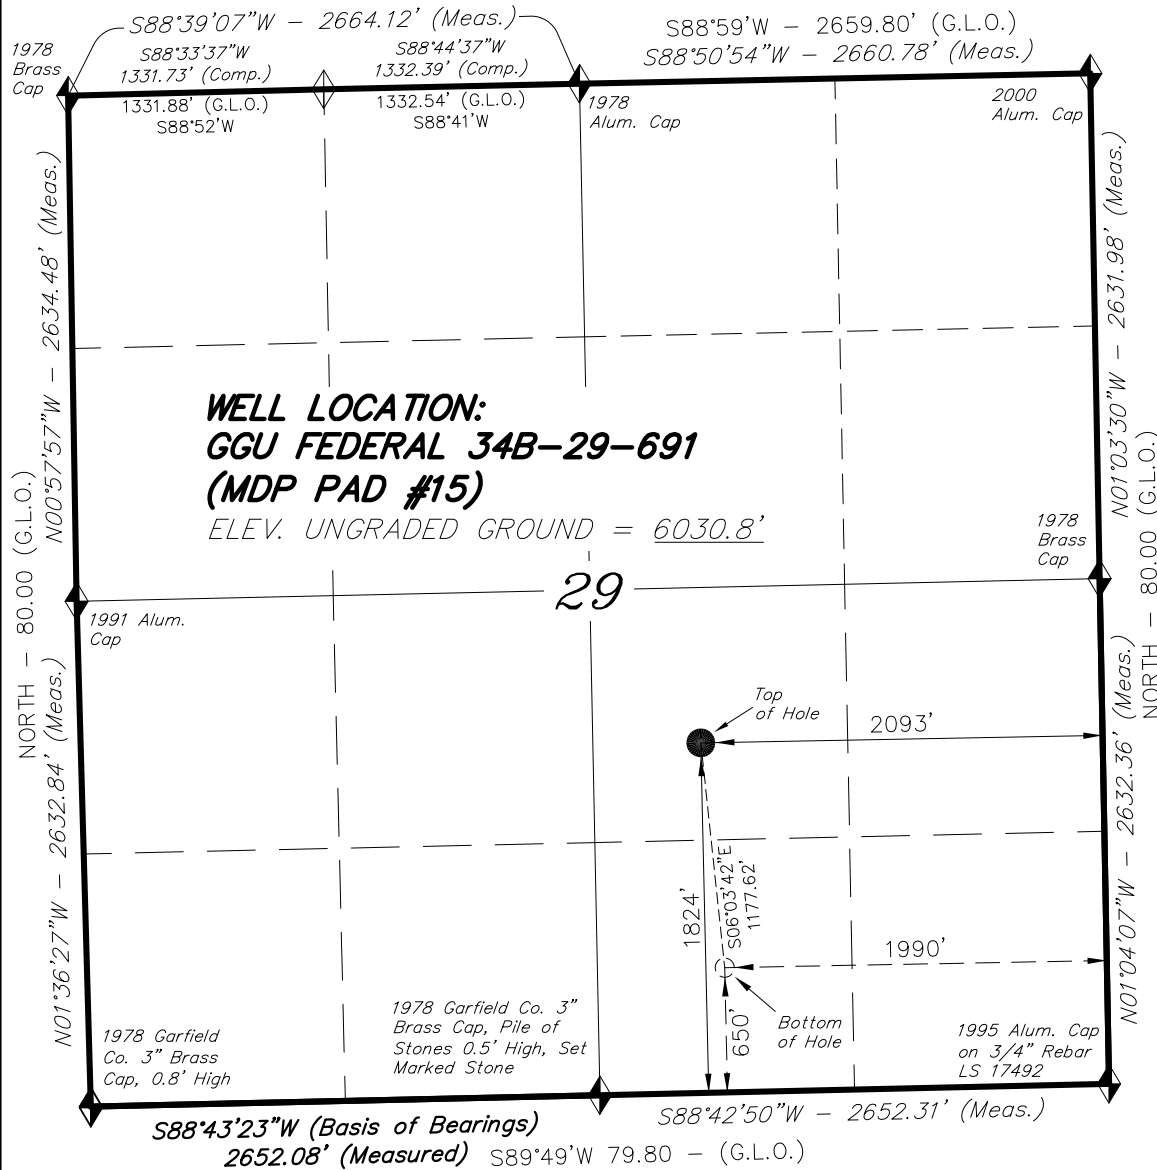 S88°39'07"W - 2664.12' (Meas.)
S88°59'W - 2659.80' (G.L.O.)
S88°50'54"W - 2660.78' (Meas.)
1978
Brass
Cap
S88°33'37"W
1331.73' (Comp.)
S88°44'37"W
1332.39' (Comp.)
1331.88' (G.L.O.)
S88°52'W
1332.54' (G.L.O.)
S88°41'W
1978
Alum. Cap
2000
Alum. Cap
N00°57'57"W - 2634.48' (Meas.)
N01°03'30"W - 2631.98' (Meas.)
WELL LOCATION:
GGU FEDERAL 34B-29-691
(MDP PAD #15)
ELEV. UNGRADED GROUND = 6030.8'
NORTH - 80.00 (G.L.O.)
NORTH - 80.00 (G.L.O.)
1978
Brass
Cap
29
1991 Alum.
Cap
N01°36'27"W - 2632.84' (Meas.)
N01°04'07"W - 2632.36' (Meas.)
Top
of Hole
2093'
1824'
S06°03'42"E
1177.62'
1990'
650'
Bottom
of Hole
1978 Garfield
Co. 3" Brass
Cap, 0.8' High
1978 Garfield Co. 3"
Brass Cap, Pile of
Stones 0.5' High, Set
Marked Stone
1995 Alum. Cap
on 3/4" Rebar
LS 17492
S88°43'23"W (Basis of Bearings)
2652.08' (Measured)
S88°42'50"W - 2652.31' (Meas.)
S89°49'W 79.80 - (G.L.O.)